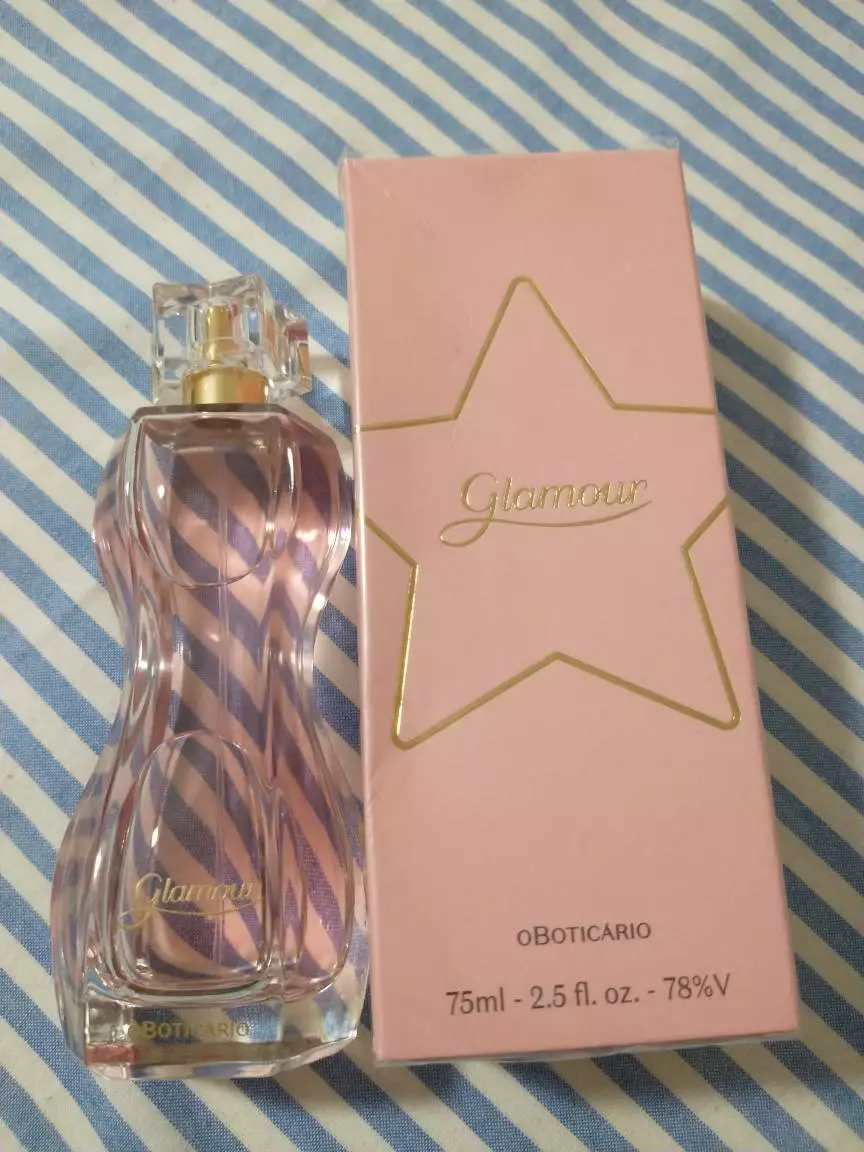 Glamour
oBOTICÁRIO
75ml - 2.5 fl. oz. - 78%V
Glamour
oBOTICÁRIO